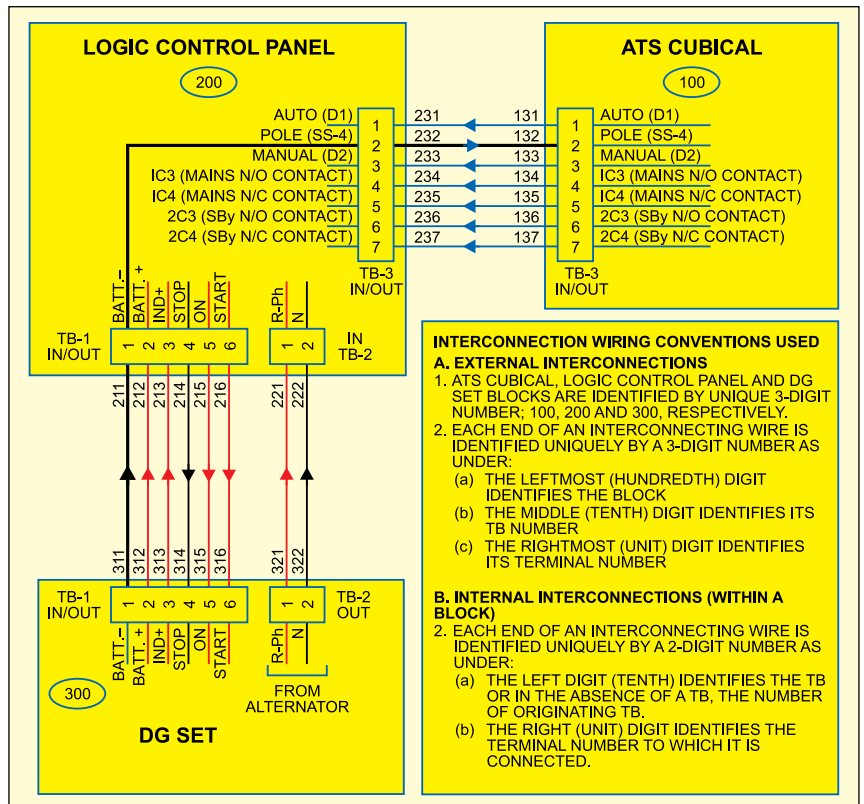 LOGIC CONTROL PANEL
200
ATS CUBICAL
100
AUTO (D1)
POLE (SS-4)
MANUAL (D2)
IC3 (MAINS N/O CONTACT)
IC4 (MAINS N/C CONTACT)
2C3 (SBy N/O CONTACT)
2C4 (SBy N/C CONTACT)
1
2
3
4
5
6
7
TB-3
IN/OUT
231 131
232 132
233 133
234 134
235 135
236 136
237 137
1
2
3
4
5
6
7
TB-3
IN/OUT
AUTO (D1)
POLE (SS-4)
MANUAL (D2)
IC3 (MAINS N/O CONTACT)
IC4 (MAINS N/C CONTACT)
2C3 (SBy N/O CONTACT)
2C4 (SBy N/C CONTACT)
BATT.–
BATT. +
IND+
STOP
ON
START
R-Ph
N
TB-1
IN/OUT
1 2 3 4 5 6
1 2
IN
TB-2
211 212 213 214 215 216
221 222
311 312 313 314 315 316
321 322
TB-1
IN/OUT
1 2 3 4 5 6
1 2
TB-2
OUT
BATT.–
BATT. +
IND+
STOP
ON
START
R-Ph
N
300
FROM
ALTERNATOR
DG SET
INTERCONNECTION WIRING CONVENTIONS USED
A. EXTERNAL INTERCONNECTIONS
1. ATS CUBICAL, LOGIC CONTROL PANEL AND DG
SET BLOCKS ARE IDENTIFIED BY UNIQUE 3-DIGIT
NUMBER; 100, 200 AND 300, RESPECTIVELY.
2. EACH END OF AN INTERCONNECTING WIRE IS
IDENTIFIED UNIQUELY BY A 3-DIGIT NUMBER AS
UNDER:
(a) THE LEFTMOST (HUNDREDTH) DIGIT
IDENTIFIES THE BLOCK
(b) THE MIDDLE (TENTH) DIGIT IDENTIFIES ITS
TB NUMBER
(c) THE RIGHTMOST (UNIT) DIGIT IDENTIFIES
ITS TERMINAL NUMBER
B. INTERNAL INTERCONNECTIONS (WITHIN A
BLOCK)
2. EACH END OF AN INTERCONNECTING WIRE IS
IDENTIFIED UNIQUELY BY A 2-DIGIT NUMBER AS
UNDER:
(a) THE LEFT DIGIT (TENTH) IDENTIFIES THE TB
OR IN THE ABSENCE OF A TB, THE NUMBER
OF ORIGINATING TB.
(b) THE RIGHT (UNIT) DIGIT IDENTIFIES THE
TERMINAL NUMBER TO WHICH IT IS
CONNECTED.